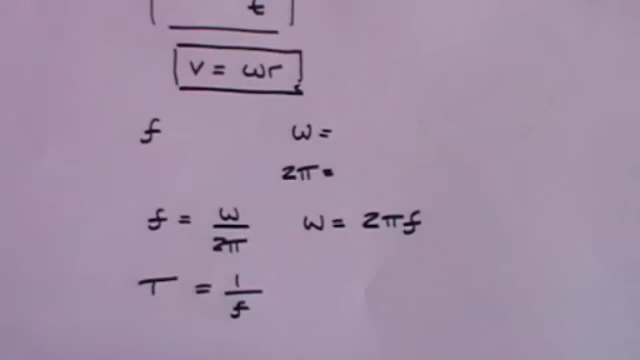 t
v = ωr
f ω =
2π =
f = ω/2π ω = 2πf
T = 1/f